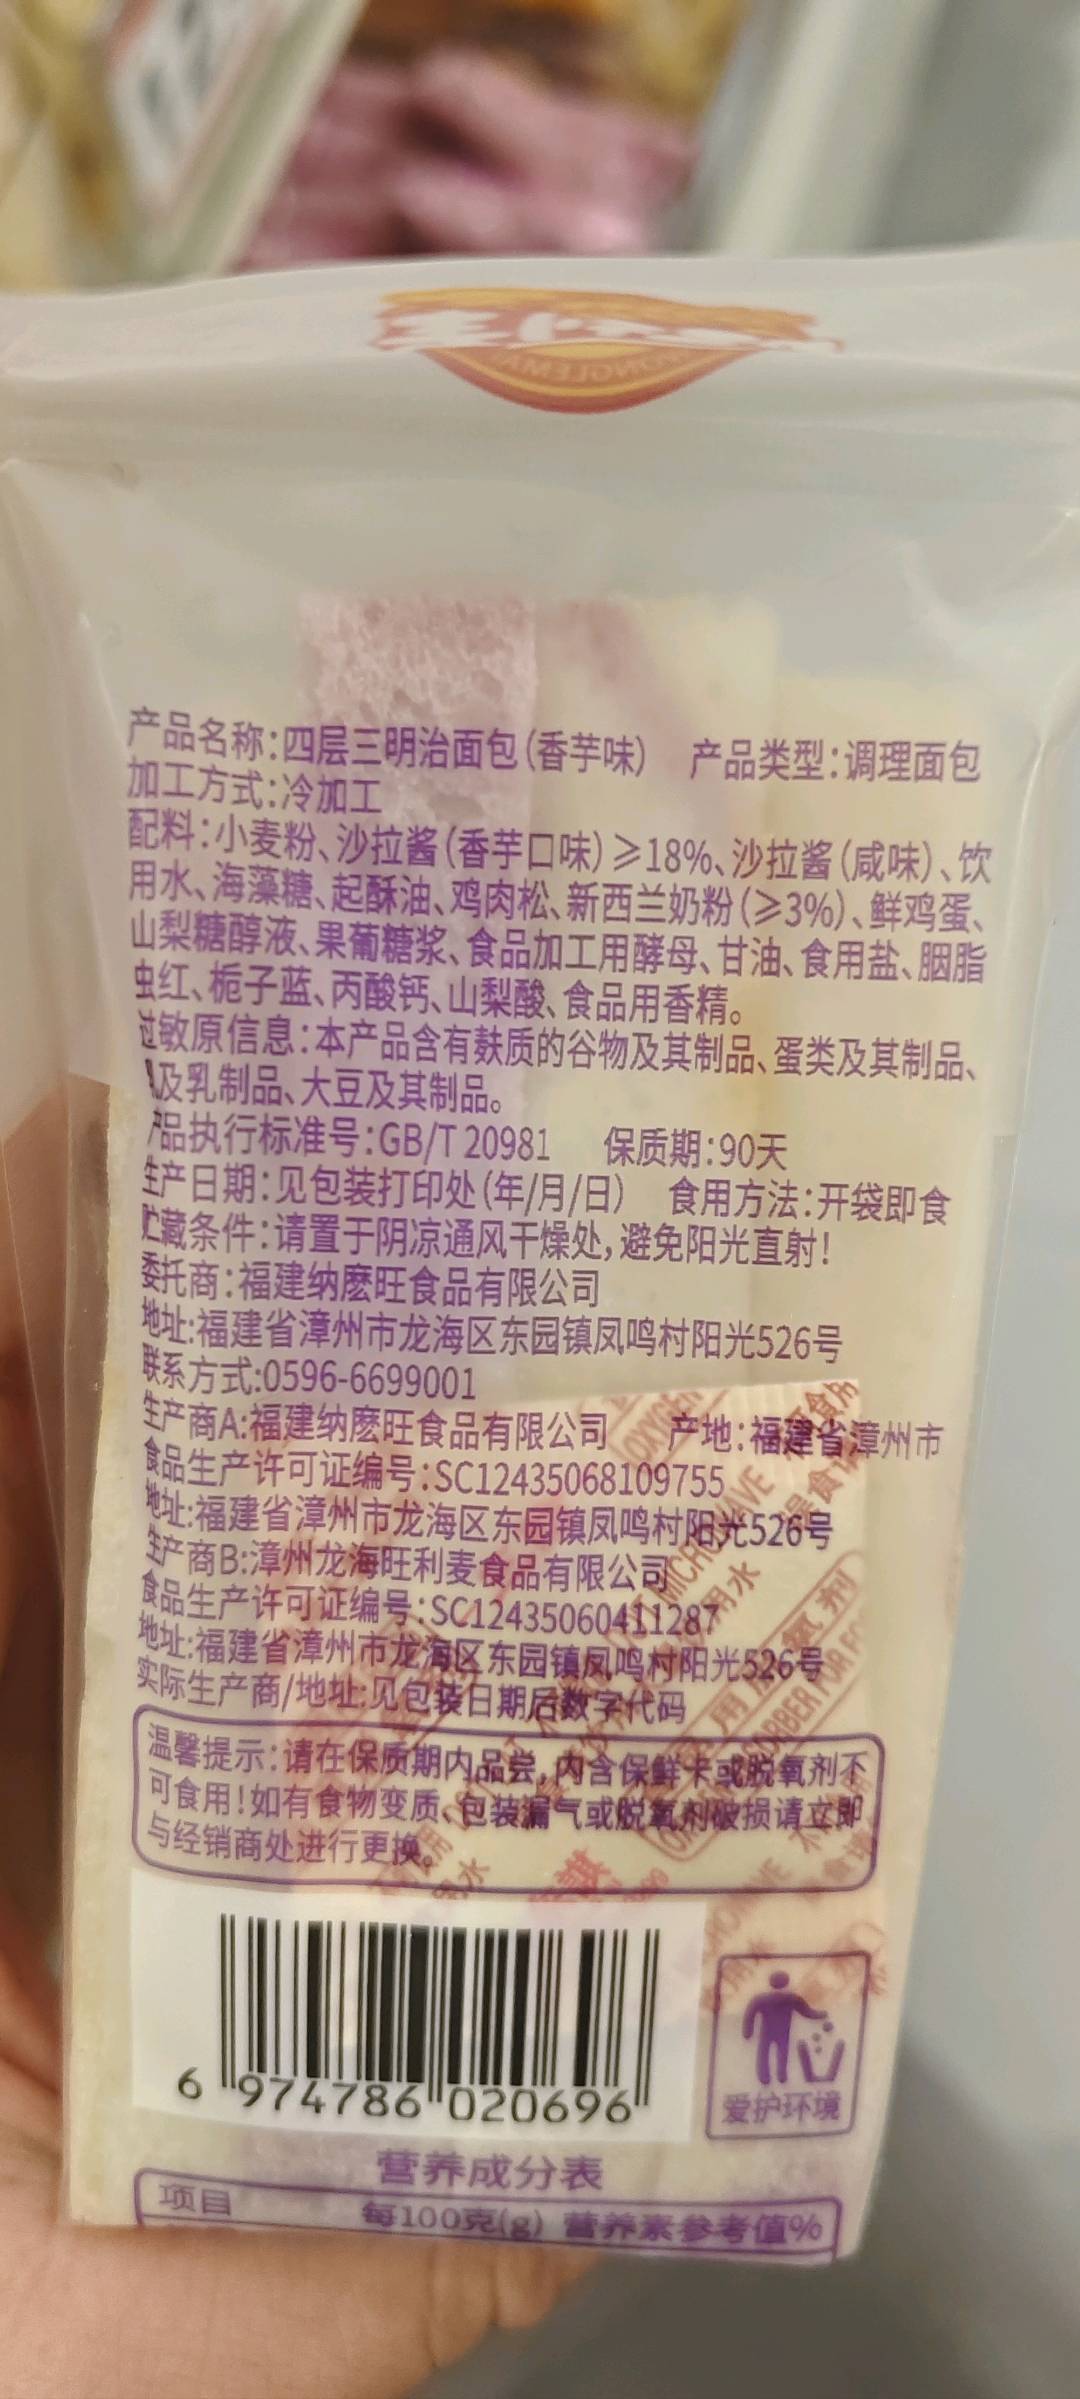 产品名称:四层三明治面包(香芋味) 产品类型:调理面包
加工方式:冷加工
配料:小麦粉、沙拉酱(香芋口味)≥18%、沙拉酱(咸味)、饮
用水、海藻糖、起酥油、鸡肉松、新西兰奶粉(≥3%)、鲜鸡蛋、
山梨糖醇液、果葡糖浆、食品加工用酵母、甘油、食用盐、胭脂
虫红、栀子蓝、丙酸钙、山梨酸、食品用香精。
过敏原信息:本产品含有麸质的谷物及其制品、蛋类及其制品、
乳及乳制品、大豆及其制品。
产品执行标准号:GB/T 20981 保质期:90天
生产日期:见包装打印处(年/月/日) 食用方法:开袋即食
贮藏条件:请置于阴凉通风干燥处,避免阳光直射!
委托商:福建纳麽旺食品有限公司
地址:福建省漳州市龙海区东园镇凤鸣村阳光526号
联系方式:0596-6699001
生产商A:福建纳麽旺食品有限公司 产地:福建省漳州市
食品生产许可证编号:SC12435068109755
地址:福建省漳州市龙海区东园镇凤鸣村阳光526号
生产商B:漳州龙海旺利麦食品有限公司
食品生产许可证编号:SC12435060411287
地址:福建省漳州市龙海区东园镇凤鸣村阳光526号
实际生产商/地址:见包装日期后数字代码
温馨提示:请在保质期内品尝,内含保鲜卡或脱氧剂不
可食用!如有食物变质、包装漏气或脱氧剂破损请立即
与经销商处进行更换。
6 974786 020696
爱护环境
营养成分表
项目 每100克(g) 营养素参考值%